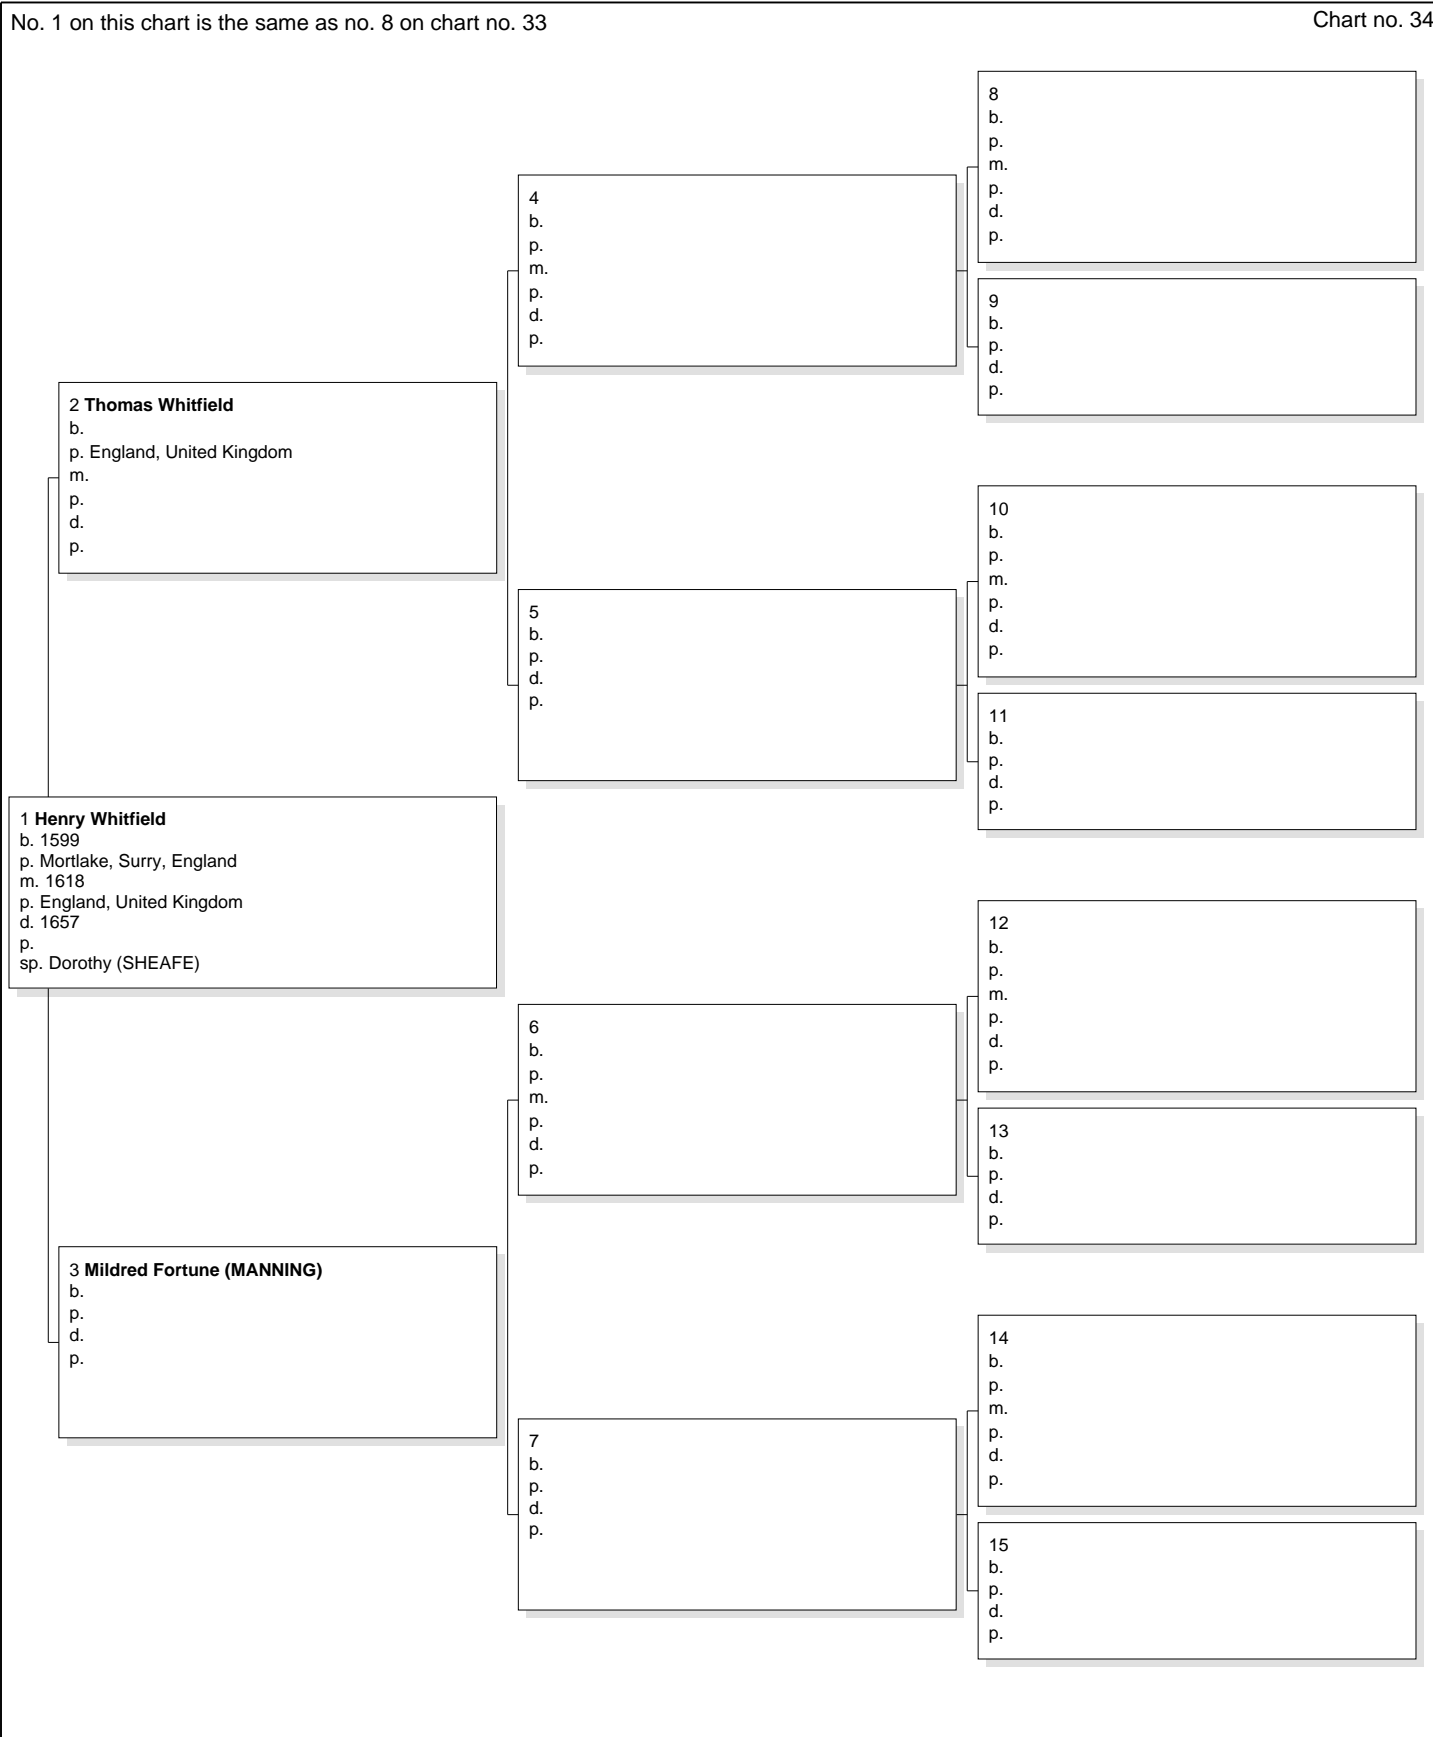 No. 1 on this chart is the same as no. 8 on chart no. 33
Chart no. 34
8
b.
p.
m.
p.
d.
p.
4
b.
p.
m.
p.
d.
p.
9
b.
p.
d.
p.
2 Thomas Whitfield
b.
p. England, United Kingdom
m.
p.
d.
p.
10
b.
p.
m.
p.
d.
p.
5
b.
p.
d.
p.
11
b.
p.
d.
p.
1 Henry Whitfield
b. 1599
p. Mortlake, Surry, England
m. 1618
p. England, United Kingdom
d. 1657
p.
sp. Dorothy (SHEAFE)
12
b.
p.
m.
p.
d.
p.
6
b.
p.
m.
p.
d.
p.
13
b.
p.
d.
p.
3 Mildred Fortune (MANNING)
b.
p.
d.
p.
14
b.
p.
m.
p.
d.
p.
7
b.
p.
d.
p.
15
b.
p.
d.
p.